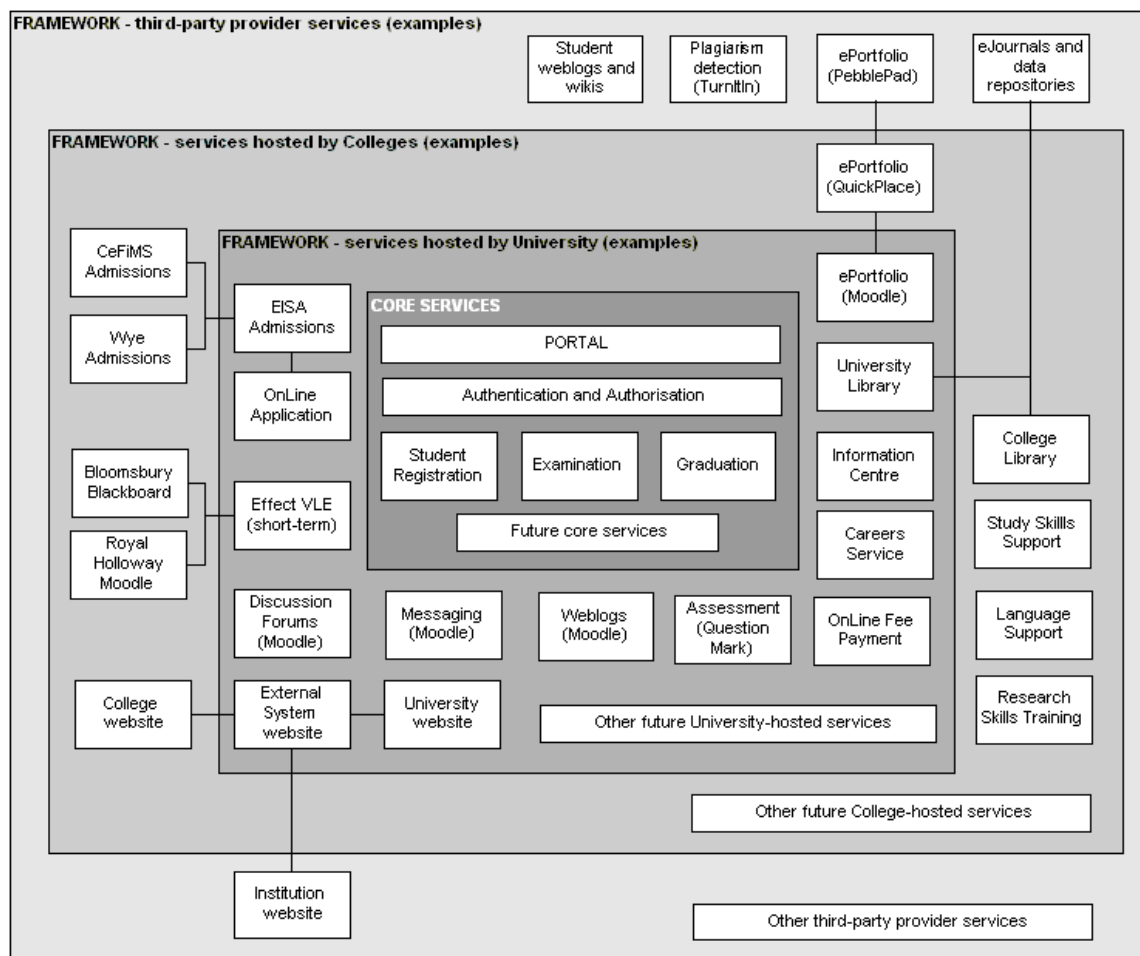 FRAMEWORK - third-party provider services (examples)
Student
weblogs and
wikis
Plagiarism
detection
(TurnItIn)
ePortfolio
(PebblePad)
eJournals and
data
repositories
FRAMEWORK - services hosted by Colleges (examples)
ePortfolio
(QuickPlace)
CeFiMS
Admissions
Wye
Admissions
FRAMEWORK - services hosted by University (examples)
EISA
Admissions
OnLine
Application
ePortfolio
(Moodle)
CORE SERVICES
PORTAL
Authentication and Authorisation
Student
Registration
Examination
Graduation
Future core services
University
Library
College
Library
Information
Centre
Bloomsbury
Blackboard
Royal
Holloway
Moodle
Effect VLE
(short-term)
Careers
Service
Study Skillls
Support
Discussion
Forums
(Moodle)
Messaging
(Moodle)
Weblogs
(Moodle)
Assessment
(Question
Mark)
OnLine Fee
Payment
Language
Support
College
website
External
System
website
University
website
Other future University-hosted services
Research
Skills Training
Other future College-hosted services
Institution
website
Other third-party provider services